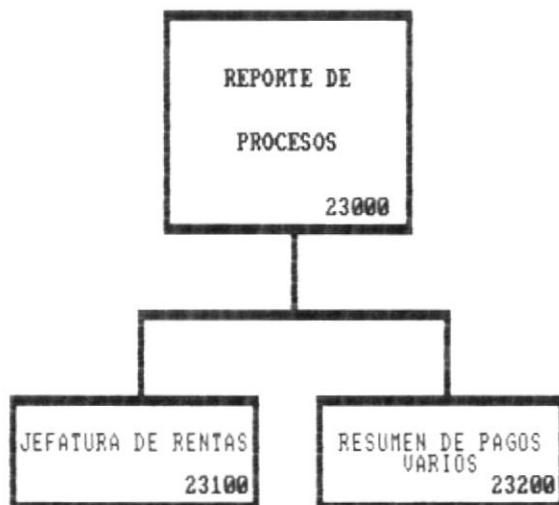 REPORTE DE
PROCESOS
23000
JEFATURA DE RENTAS
23100
RESUMEN DE PAGOS
VARIOS
23200